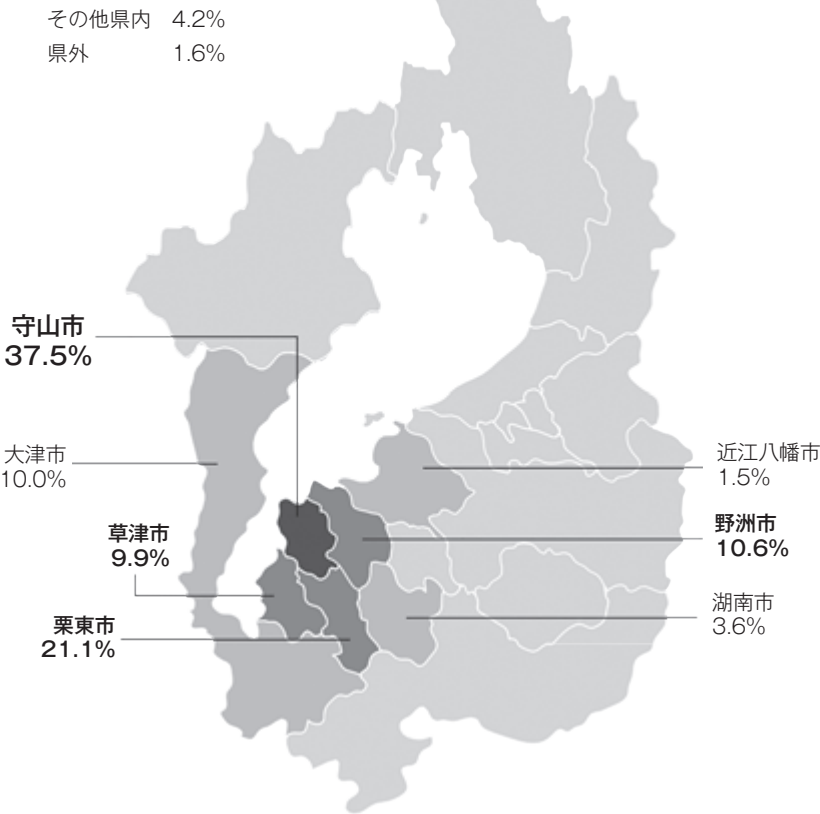 その他県内 4.2%
県外 1.6%
守山市
37.5%
大津市
10.0%
草津市
9.9%
栗東市
21.1%
近江八幡市
1.5%
野洲市
10.6%
湖南市
3.6%